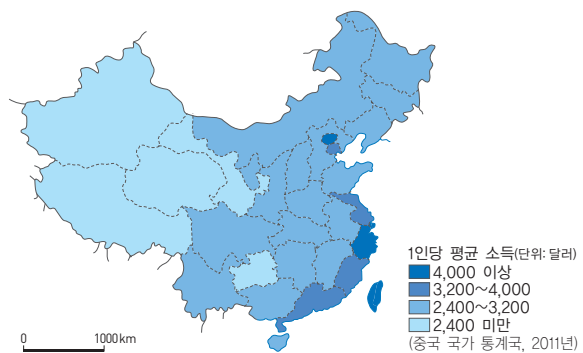 1인당 평균 소득(단위: 달러)
4,000 이상
3,200~4,000
2,400~3,200
2,400 미만
(중국 국가 통계국, 2011년)
0 1000km